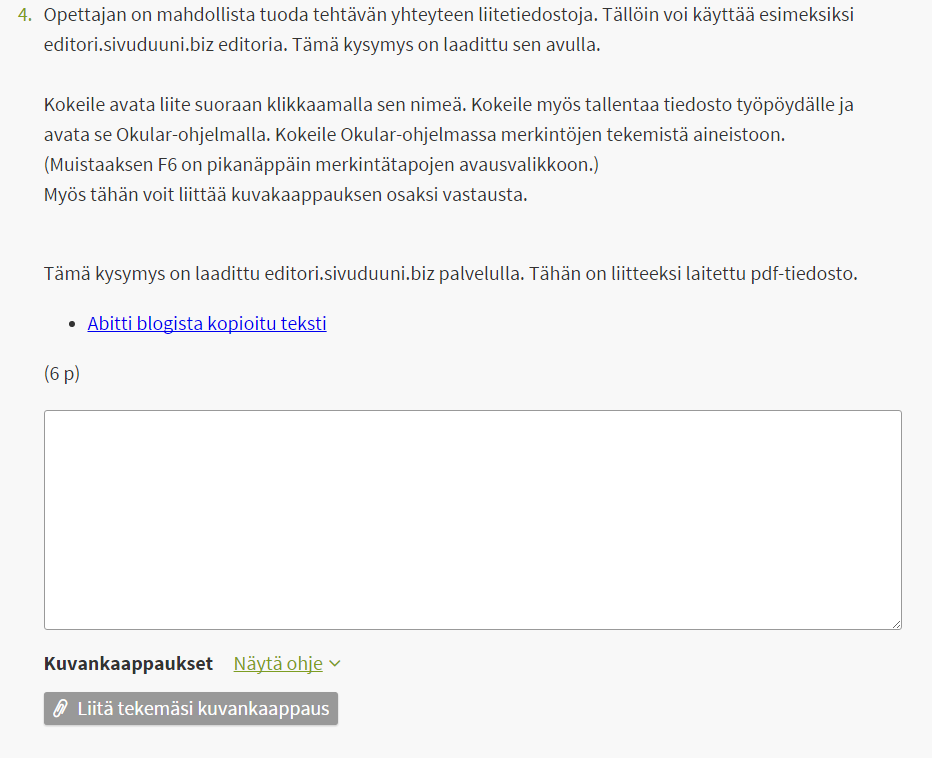 4. Opettajan on mahdollista tuoda tehtävän yhteyteen liitetiedostoja. Tällöin voi käyttää esimeksiksi
editori.sivuduuni.biz editoria. Tämä kysymys on laadittu sen avulla.
Kokeile avata liite suoraan klikkaamalla sen nimeä. Kokeile myös tallentaa tiedosto työpöydälle ja
avata se Okular-ohjelmalla. Kokeile Okular-ohjelmassa merkintöjen tekemistä aineistoon.
(Muistaaksen F6 on pikanäppäin merkintätapojen avausvalikkoon.)
Myös tähän voit liittää kuvakaappauksen osaksi vastausta.
Tämä kysymys on laadittu editori.sivuduuni.biz palvelulla. Tähän on liitteeksi laitettu pdf-tiedosto.
• Abitti blogista kopioitu teksti
(6 p)
Kuvankaappaukset Näytä ohje
Liitä tekemäsi kuvankaappaus